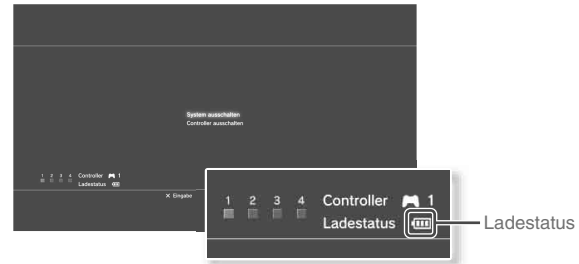 System ausschalten
Controller ausschalten
1 2 3 4 Controller 1
Ladestatus
X Eingabe
1 2 3 4 Controller 1
Ladestatus
Ladestatus